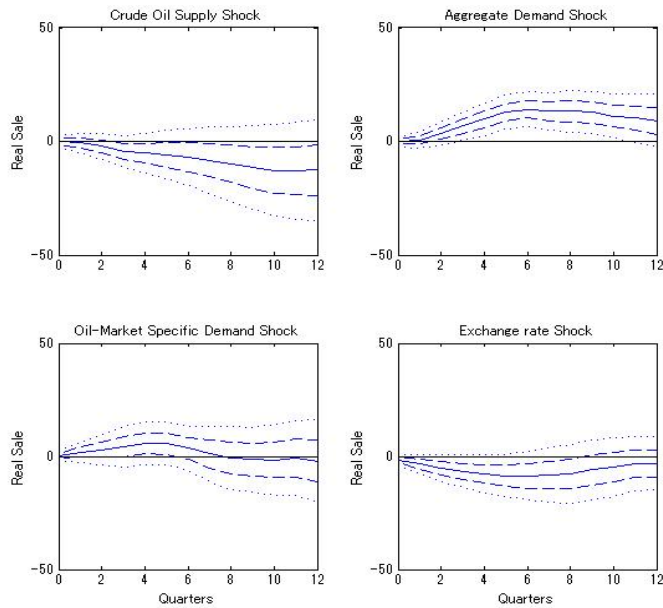 Crude Oil Supply Shock
50
0
−50
Real Sale
0 2 4 6 8 10 12
Aggregate Demand Shock
50
0
−50
Real Sale
0 2 4 6 8 10 12
Oil-Market Specific Demand Shock
50
0
−50
Real Sale
0 2 4 6 8 10 12
Quarters
Exchange rate Shock
50
0
−50
Real Sale
0 2 4 6 8 10 12
Quarters